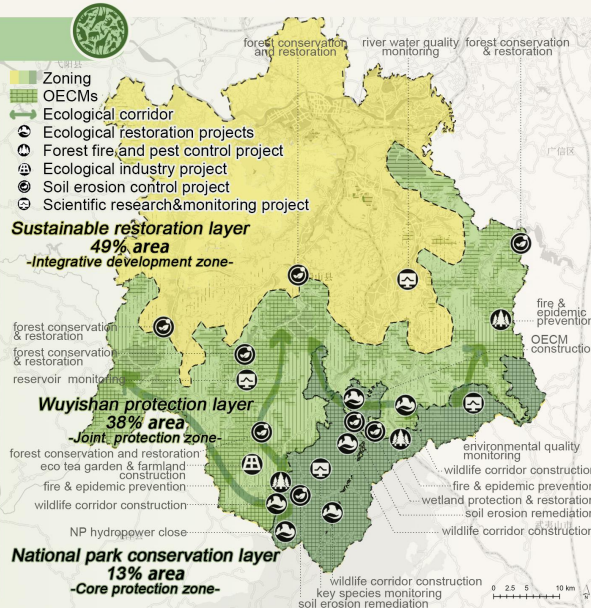 forest conservation
and restoration
river water quality
monitoring
forest conservation
& restoration
Zoning
OECMs
Ecological corridor
Ecological restoration projects
Forest fire and pest control project
Ecological industry project
Soil erosion control project
Scientific research&monitoring project
广信区
Sustainable restoration layer
49% area
-Integrative development zone-
fire &
epidemic
prevention
OECM
construction
forest conservation
& restoration
forest conservation
& restoration
reservoir monitoring
Wuyishan protection layer
38% area
-Joint protection zone-
forest conservation and restoration
eco tea garden & farmland
construction
fire & epidemic prevention
wildlife corridor construction
NP hydropower close
environmental quality
monitoring
wildlife corridor construction
fire & epidemic prevention
wetland protection & restoration
soil erosion remediation
wildlife corridor construction
National park conservation layer
13% area
-Core protection zone-
wildlife corridor construction
key species monitoring
soil erosion remediation
0 2.5 5 10 km